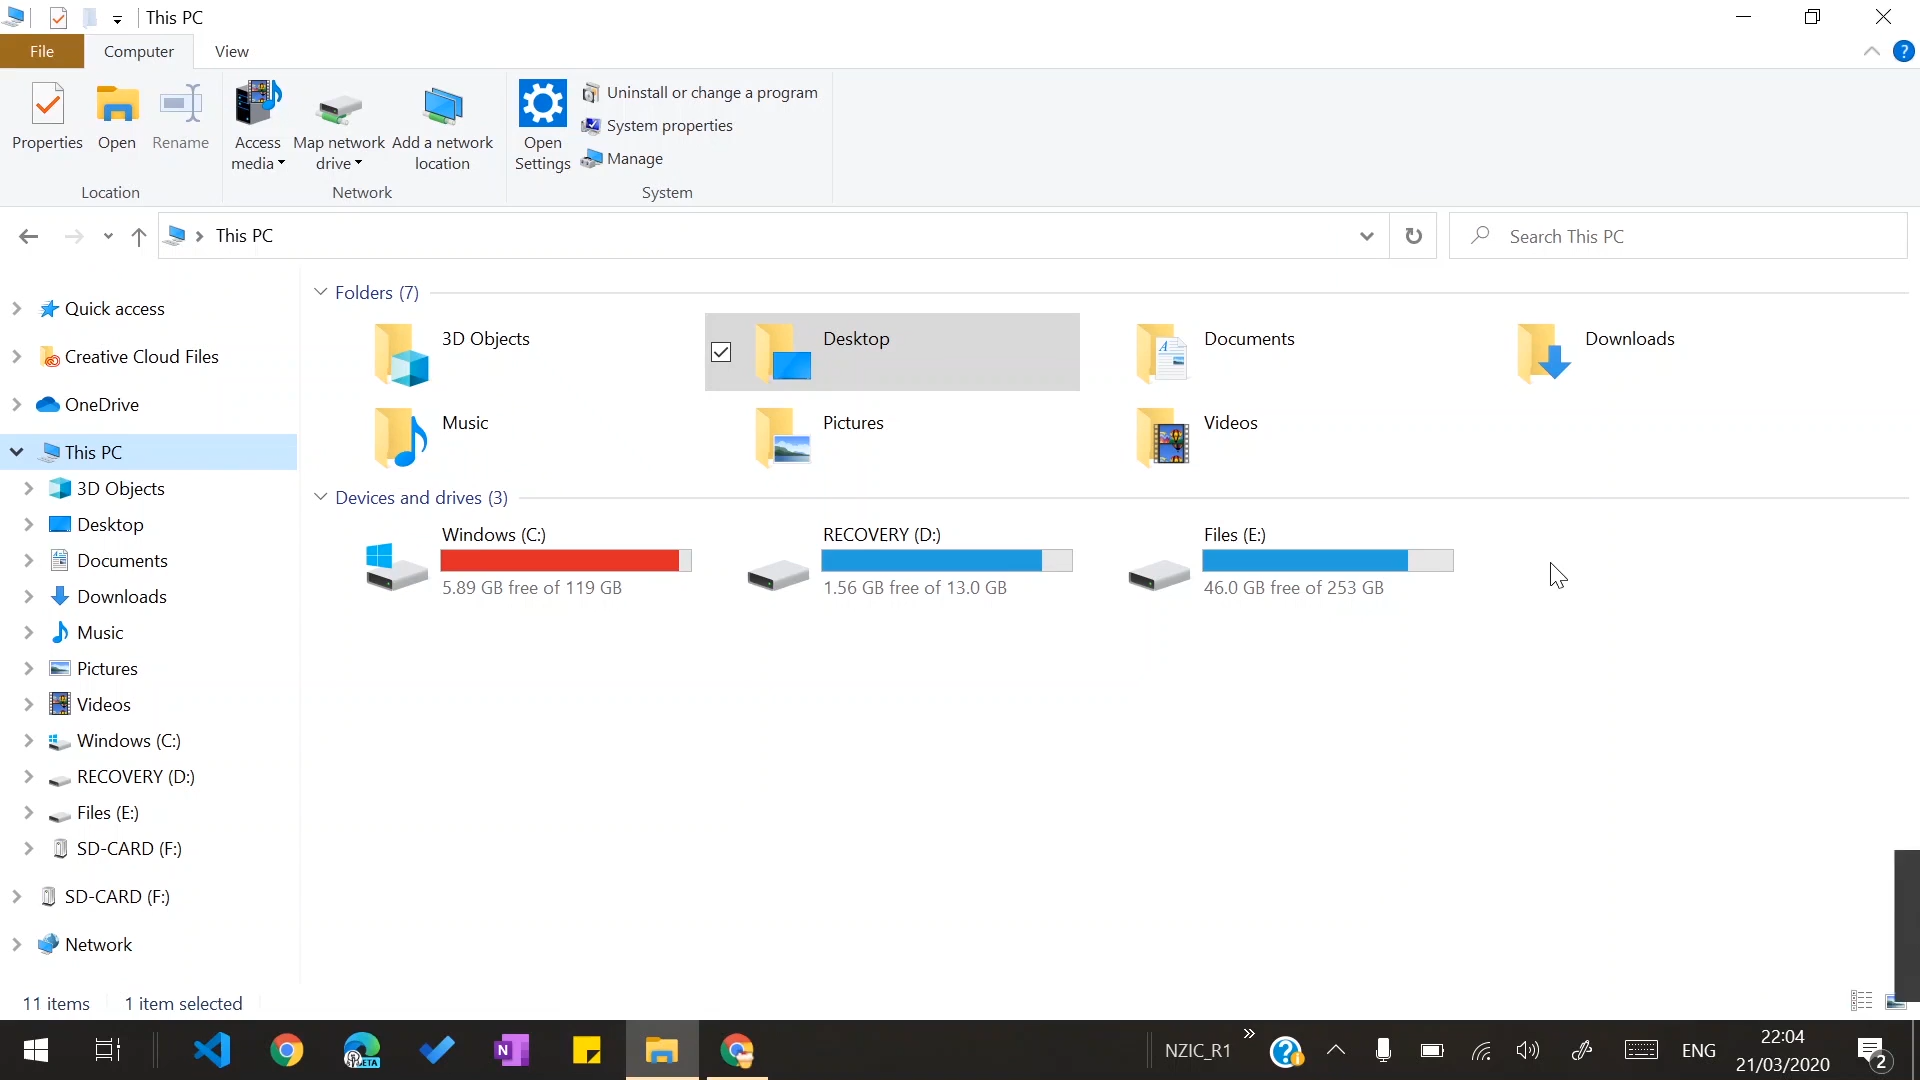 This PC
File
Computer
View
Properties
Open
Rename
Access media
Map network drive
Add a network location
Open Settings
Uninstall or change a program
System properties
Manage
Location
Network
System
This PC
Search This PC
Quick access
Creative Cloud Files
OneDrive
This PC
3D Objects
Desktop
Documents
Downloads
Music
Pictures
Videos
Windows (C:)
RECOVERY (D:)
Files (E:)
SD-CARD (F:)
SD-CARD (F:)
Network
Folders (7)
3D Objects
Desktop
Documents
Downloads
Music
Pictures
Videos
Devices and drives (3)
Windows (C:)
5.89 GB free of 119 GB
RECOVERY (D:)
1.56 GB free of 13.0 GB
Files (E:)
46.0 GB free of 253 GB
11 items
1 item selected
BETA
N
NZIC_R1
ENG
22:04
21/03/2020
2